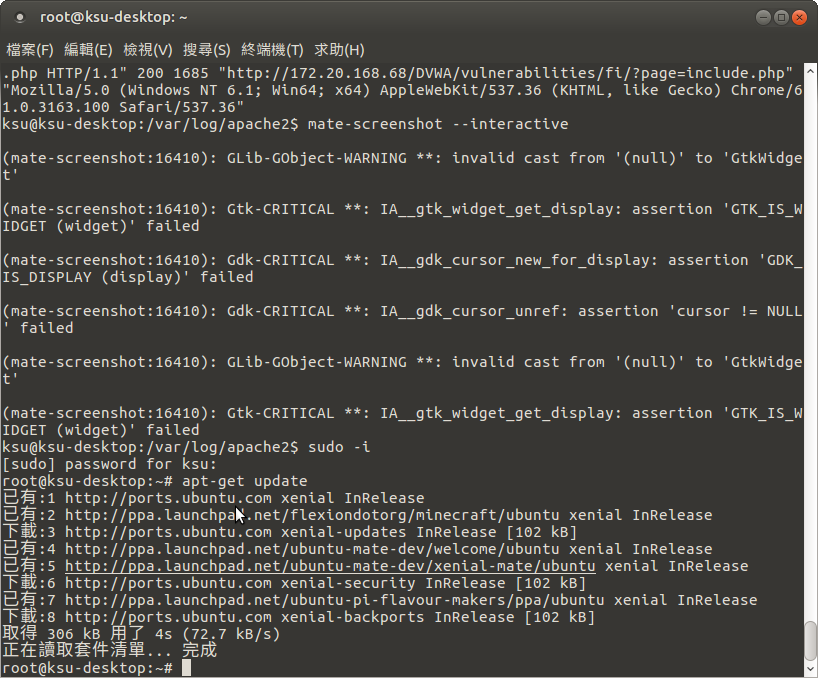 root@ksu-desktop: ~
檔案(F) 編輯(E) 檢視(V) 搜尋(S) 終端機(T) 求助(H)
.php HTTP/1.1" 200 1685 "http://172.20.168.68/DVWA/vulnerabilities/fi/?page=include.php"
"Mozilla/5.0 (Windows NT 6.1; Win64; x64) AppleWebKit/537.36 (KHTML, like Gecko) Chrome/6
1.0.3163.100 Safari/537.36"
ksu@ksu-desktop:/var/log/apache2$ mate-screenshot --interactive
(mate-screenshot:16410): GLib-GObject-WARNING **: invalid cast from '(null)' to 'GtkWidge
t'
(mate-screenshot:16410): Gtk-CRITICAL **: IA__gtk_widget_get_display: assertion 'GTK_IS_W
IDGET (widget)' failed
(mate-screenshot:16410): Gdk-CRITICAL **: IA__gdk_cursor_new_for_display: assertion 'GDK_
IS_DISPLAY (display)' failed
(mate-screenshot:16410): Gdk-CRITICAL **: IA__gdk_cursor_unref: assertion 'cursor != NULL
' failed
(mate-screenshot:16410): GLib-GObject-WARNING **: invalid cast from '(null)' to 'GtkWidge
t'
(mate-screenshot:16410): Gtk-CRITICAL **: IA__gtk_widget_get_display: assertion 'GTK_IS_W
IDGET (widget)' failed
ksu@ksu-desktop:/var/log/apache2$ sudo -i
[sudo] password for ksu:
root@ksu-desktop:~# apt-get update
已有:1 http://ports.ubuntu.com xenial InRelease
已有:2 http://ppa.launchpad.net/flexiondotorg/minecraft/ubuntu xenial InRelease
下載:3 http://ports.ubuntu.com xenial-updates InRelease [102 kB]
已有:4 http://ppa.launchpad.net/ubuntu-mate-dev/welcome/ubuntu xenial InRelease
已有:5 http://ppa.launchpad.net/ubuntu-mate-dev/xenial-mate/ubuntu xenial InRelease
下載:6 http://ports.ubuntu.com xenial-security InRelease [102 kB]
已有:7 http://ppa.launchpad.net/ubuntu-pi-flavour-makers/ppa/ubuntu xenial InRelease
下載:8 http://ports.ubuntu.com xenial-backports InRelease [102 kB]
取得 306 kB 用了 4s (72.7 kB/s)
正在讀取套件清單... 完成
root@ksu-desktop:~#